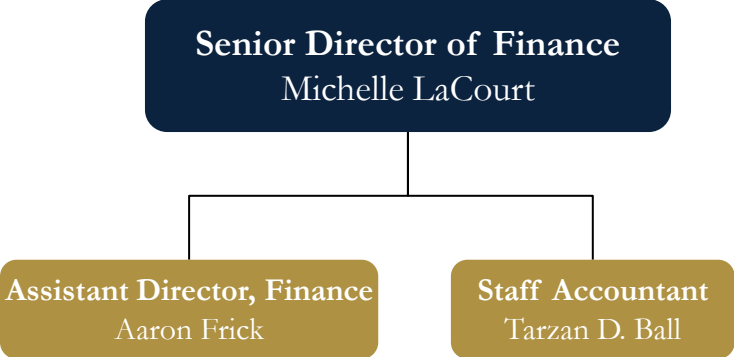 Senior Director of Finance
Michelle LaCourt
Assistant Director, Finance
Aaron Frick
Staff Accountant
Tarzan D. Ball